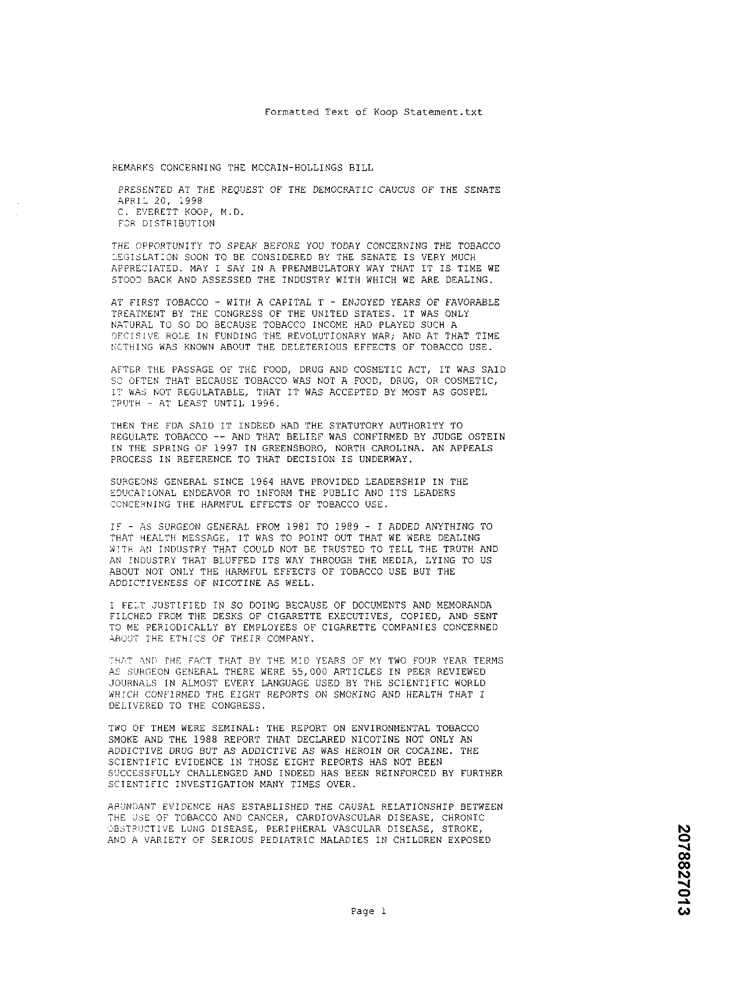 Formatted Text of Koop Statement.txt
REMARKS CONCERNING THE MCCAIN-HOLLINGS BILL
PRESENTED AT THE REQUEST OF THE DEMOCRATIC CAUCUS OF THE SENATE
APRIL 20, 1998
C. EVERETT KOOP, M.D.
FOR DISTRIBUTION
THE OPPORTUNITY TO SPEAK BEFORE YOU TODAY CONCERNING THE TOBACCO
LEGISLATION SOON TO BE CONSIDERED BY THE SENATE IS VERY MUCH
APPRECIATED. MAY I SAY IN A PREAMBULATORY WAY THAT IT IS TIME WE
STOOD BACK AND ASSESSED THE INDUSTRY WITH WHICH WE ARE DEALING.
AT FIRST TOBACCO - WITH A CAPITAL T - ENJOYED YEARS OF FAVORABLE
TREATMENT BY THE CONGRESS OF THE UNITED STATES. IT WAS ONLY
NATURAL TO SO DO BECAUSE TOBACCO INCOME HAD PLAYED SUCH A
DECISIVE ROLE IN FUNDING THE REVOLUTIONARY WAR; AND AT THAT TIME
NOTHING WAS KNOWN ABOUT THE DELETERIOUS EFFECTS OF TOBACCO USE.
AFTER THE PASSAGE OF THE FOOD, DRUG AND COSMETIC ACT, IT WAS SAID
SO OFTEN THAT BECAUSE TOBACCO WAS NOT A FOOD, DRUG, OR COSMETIC,
IT WAS NOT REGULATABLE, THAT IT WAS ACCEPTED BY MOST AS GOSPEL
TRUTH - AT LEAST UNTIL 1996.
THEN THE FDA SAID IT INDEED HAD THE STATUTORY AUTHORITY TO
REGULATE TOBACCO -- AND THAT BELIEF WAS CONFIRMED BY JUDGE OSTEIN
IN THE SPRING OF 1997 IN GREENSBORO, NORTH CAROLINA. AN APPEALS
PROCESS IN REFERENCE TO THAT DECISION IS UNDERWAY.
SURGEONS GENERAL SINCE 1964 HAVE PROVIDED LEADERSHIP IN THE
EDUCATIONAL ENDEAVOR TO INFORM THE PUBLIC AND ITS LEADERS
CONCERNING THE HARMFUL EFFECTS OF TOBACCO USE.
IF - AS SURGEON GENERAL FROM 1981 TO 1989 - I ADDED ANYTHING TO
THAT HEALTH MESSAGE, IT WAS TO POINT OUT THAT WE WERE DEALING
WITH AN INDUSTRY THAT COULD NOT BE TRUSTED TO TELL THE TRUTH AND
AN INDUSTRY THAT BLUFFED ITS WAY THROUGH THE MEDIA, LYING TO US
ABOUT NOT ONLY THE HARMFUL EFFECTS OF TOBACCO USE BUT THE
ADDICTIVENESS OF NICOTINE AS WELL.
I FELT JUSTIFIED IN SO DOING BECAUSE OF DOCUMENTS AND MEMORANDA
FILCHED FROM THE DESKS OF CIGARETTE EXECUTIVES, COPIED, AND SENT
TO ME PERIODICALLY BY EMPLOYEES OF CIGARETTE COMPANIES CONCERNED
ABOUT THE ETHICS OF THEIR COMPANY.
THAT AND THE FACT THAT BY THE MID YEARS OF MY TWO FOUR YEAR TERMS
AS SURGEON GENERAL THERE WERE 55,000 ARTICLES IN PEER REVIEWED
JOURNALS IN ALMOST EVERY LANGUAGE USED BY THE SCIENTIFIC WORLD
WHICH CONFIRMED THE EIGHT REPORTS ON SMOKING AND HEALTH THAT I
DELIVERED TO THE CONGRESS.
TWO OF THEM WERE SEMINAL: THE REPORT ON ENVIRONMENTAL TOBACCO
SMOKE AND THE 1988 REPORT THAT DECLARED NICOTINE NOT ONLY AN
ADDICTIVE DRUG BUT AS ADDICTIVE AS WAS HEROIN OR COCAINE. THE
SCIENTIFIC EVIDENCE IN THOSE EIGHT REPORTS HAS NOT BEEN
SUCCESSFULLY CHALLENGED AND INDEED HAS BEEN REINFORCED BY FURTHER
SCIENTIFIC INVESTIGATION MANY TIMES OVER.
ABUNDANT EVIDENCE HAS ESTABLISHED THE CAUSAL RELATIONSHIP BETWEEN
THE USE OF TOBACCO AND CANCER, CARDIOVASCULAR DISEASE, CHRONIC
OBSTRUCTIVE LUNG DISEASE, PERIPHERAL VASCULAR DISEASE, STROKE,
AND A VARIETY OF SERIOUS PEDIATRIC MALADIES IN CHILDREN EXPOSED
2078827013
Page 1